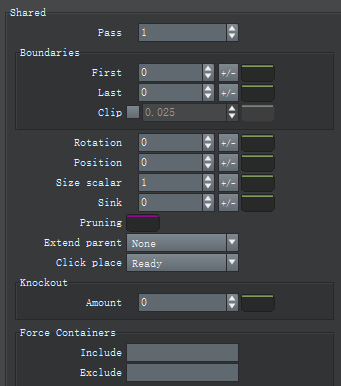 Shared
Pass 1
Boundaries
First 0 +/-
Last 0 +/-
Clip 0.025
Rotation 0 +/-
Position 0 +/-
Size scalar 1 +/-
Sink 0 +/-
Pruning
Extend parent None
Click place Ready
Knockout
Amount 0
Force Containers
Include
Exclude